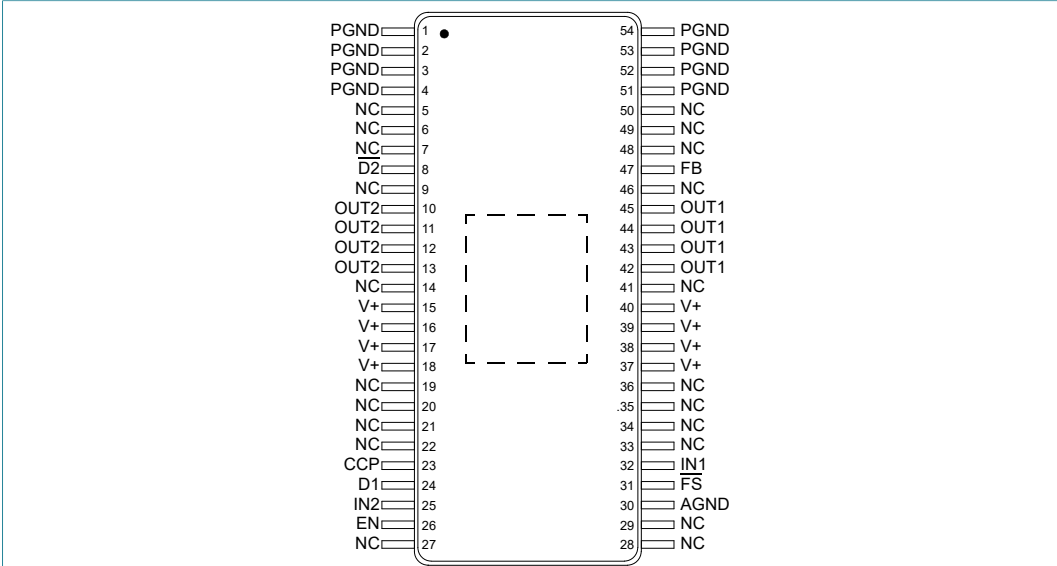 PGND 1 54 PGND
PGND 2 53 PGND
PGND 3 52 PGND
PGND 4 51 PGND
NC 5 50 NC
NC 6 49 NC
NC 7 48 NC
D2 8 47 FB
NC 9 46 NC
OUT2 10 45 OUT1
OUT2 11 44 OUT1
OUT2 12 43 OUT1
OUT2 13 42 OUT1
NC 14 41 NC
V+ 15 40 V+
V+ 16 39 V+
V+ 17 38 V+
V+ 18 37 V+
NC 19 36 NC
NC 20 .35 NC
NC 21 34 NC
NC 22 33 NC
CCP 23 32 IN1
D1 24 31 FS
IN2 25 30 AGND
EN 26 29 NC
NC 27 28 NC